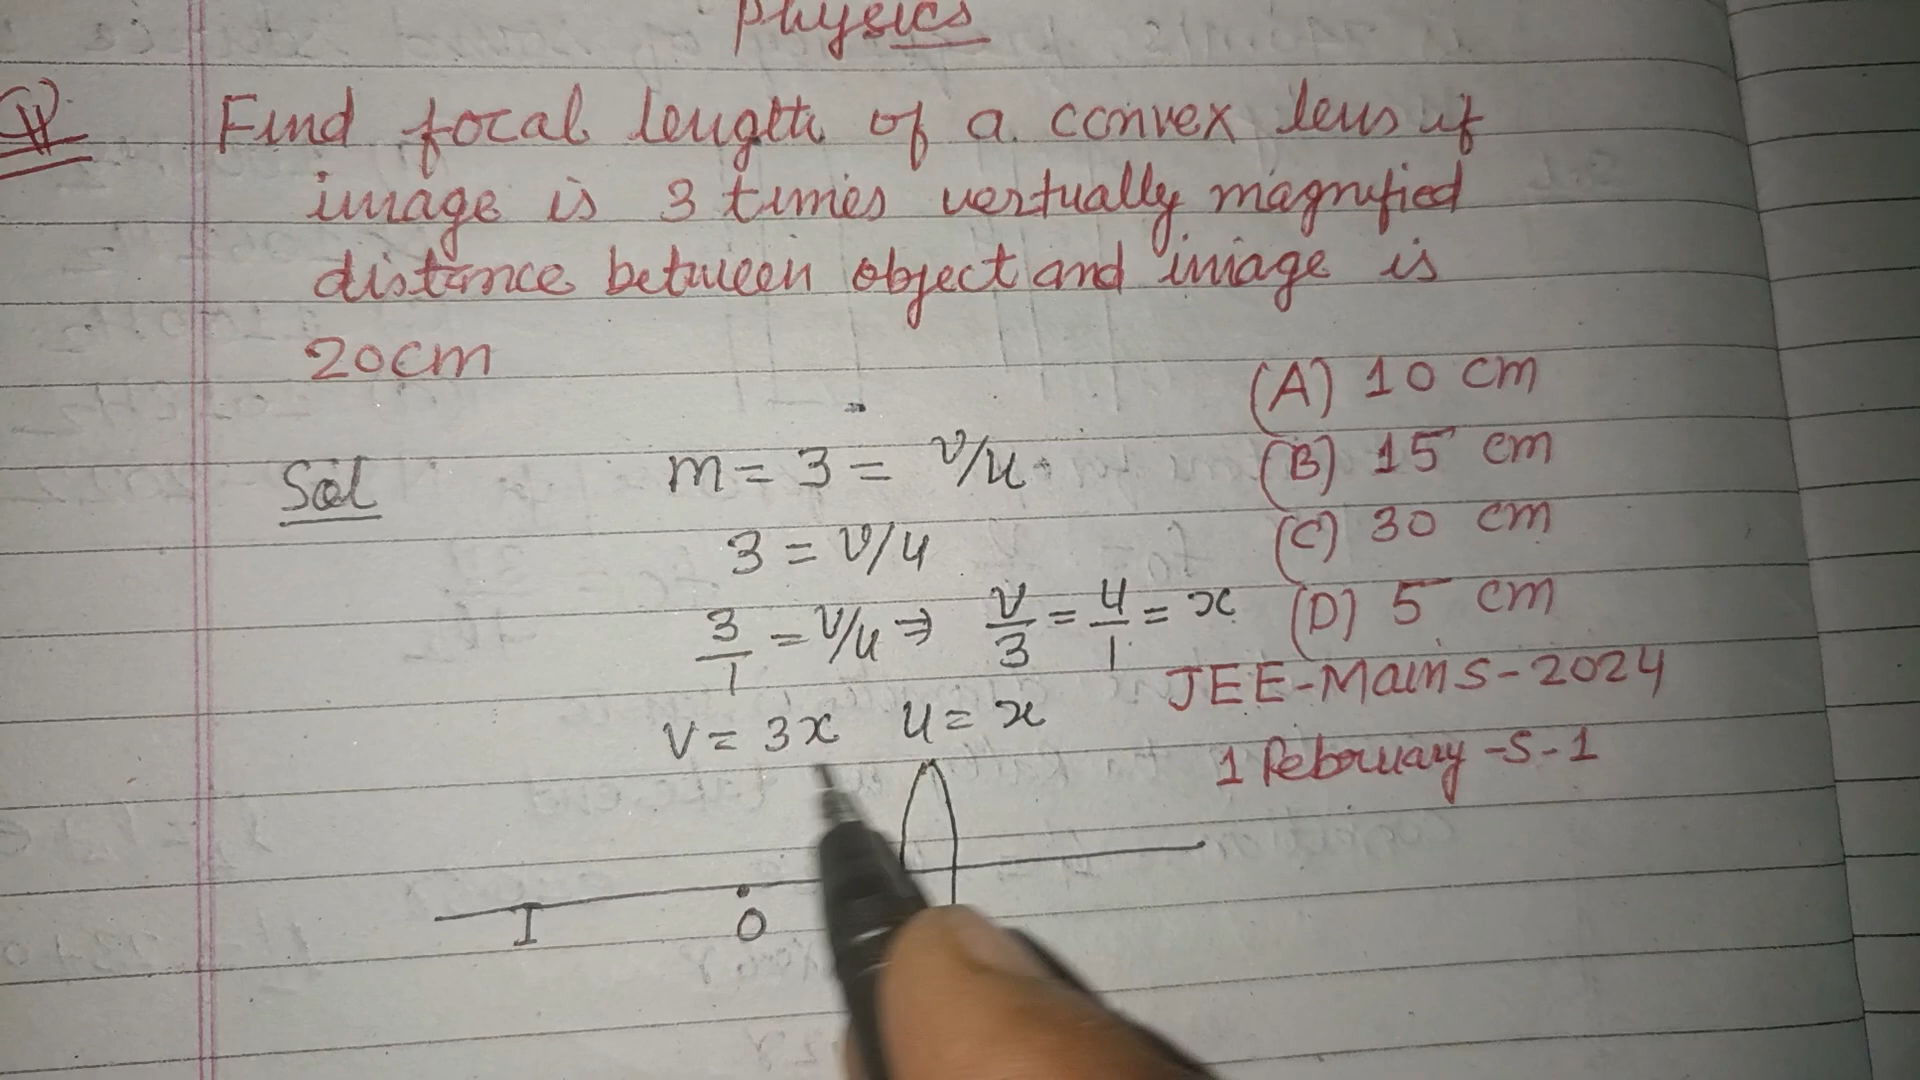 Physics
Q Find focal length of a convex lens if
image is 3 times vertually magnified
distance between object and image is
20cm
(A) 10 cm
(B) 15 cm
(C) 30 cm
(D) 5 cm
JEE-Mains-2024
1 Febouary -S-1
Sol
m = 3 = v/u
3 = v/u
3/1 = v/u ⇒ v/3 = u/1 = x
v = 3x u = x
I
O